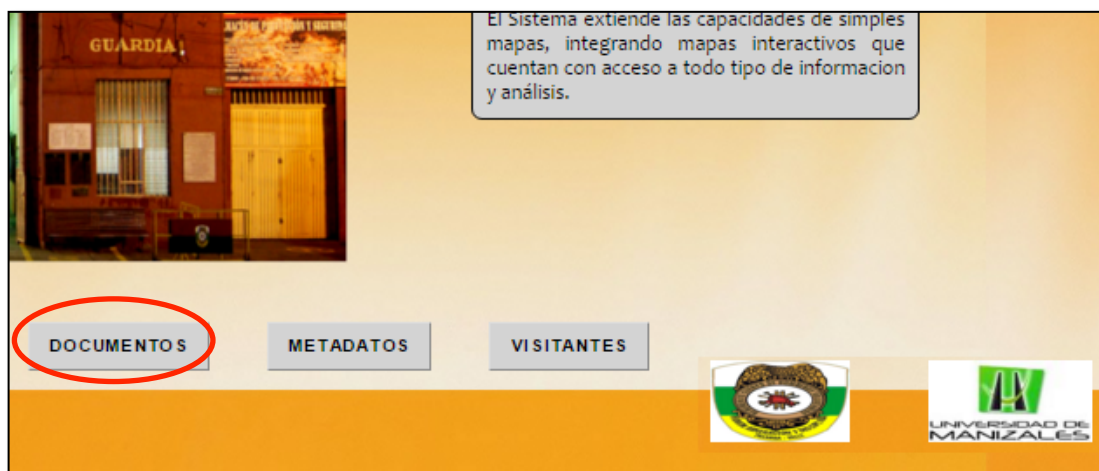 GUARDIA
El Sistema extiende las capacidades de simples
mapas, integrando mapas interactivos que
cuentan con acceso a todo tipo de informacion
y análisis.
DOCUMENTOS
METADATOS
VISITANTES
UNIVERSIDAD DE
MANIZALES